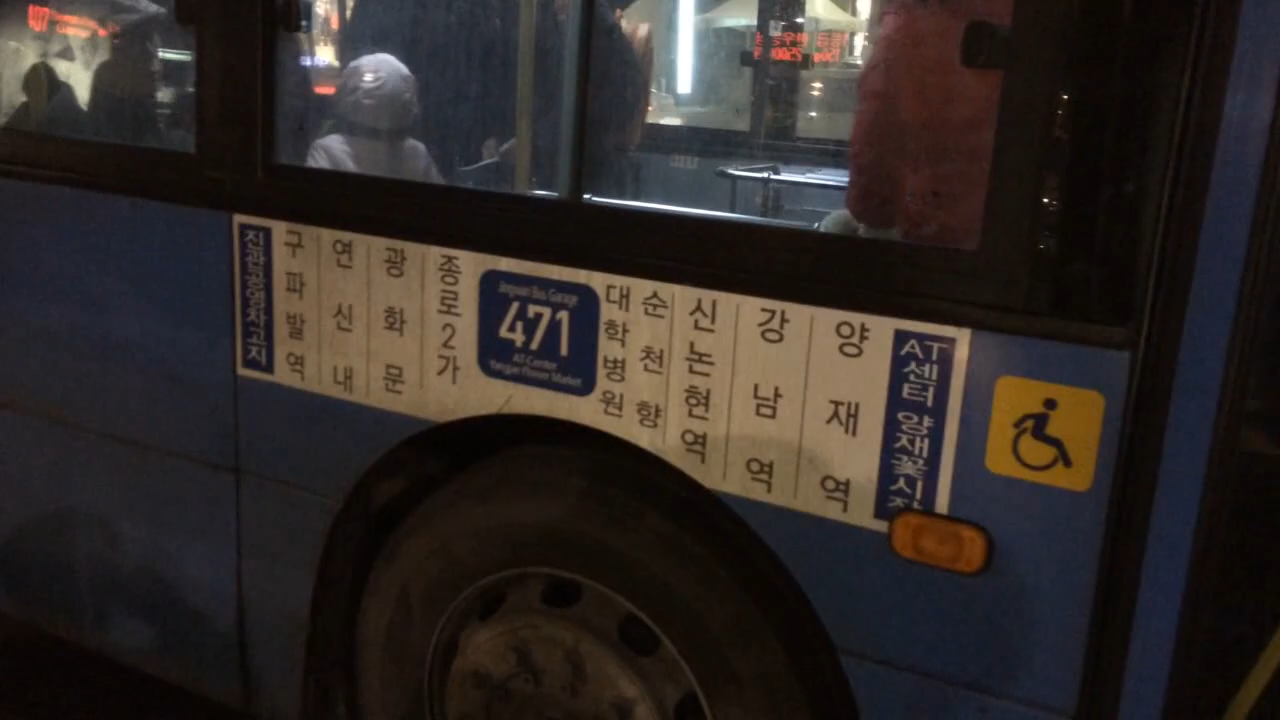 진관공영차고지
구파발역
연신내
광화문
종로2가
Jingwan Bus Garage
471
AT-Center
Yangjae Flower Market
순천향
대학병원
신논현역
강남역
양재역
AT센터 양재꽃시장
407